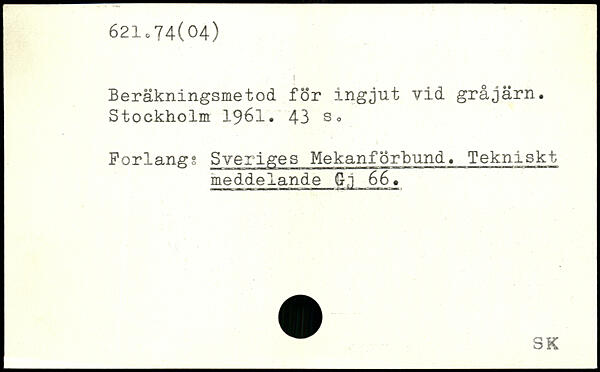 621.74(04)
Beräkningsmetod för ingjut vid gråjärn.
Stockholm 1961. 43 s.
Forlang: Sveriges Mekanförbund. Tekniskt
meddelande Gj 66.
SK